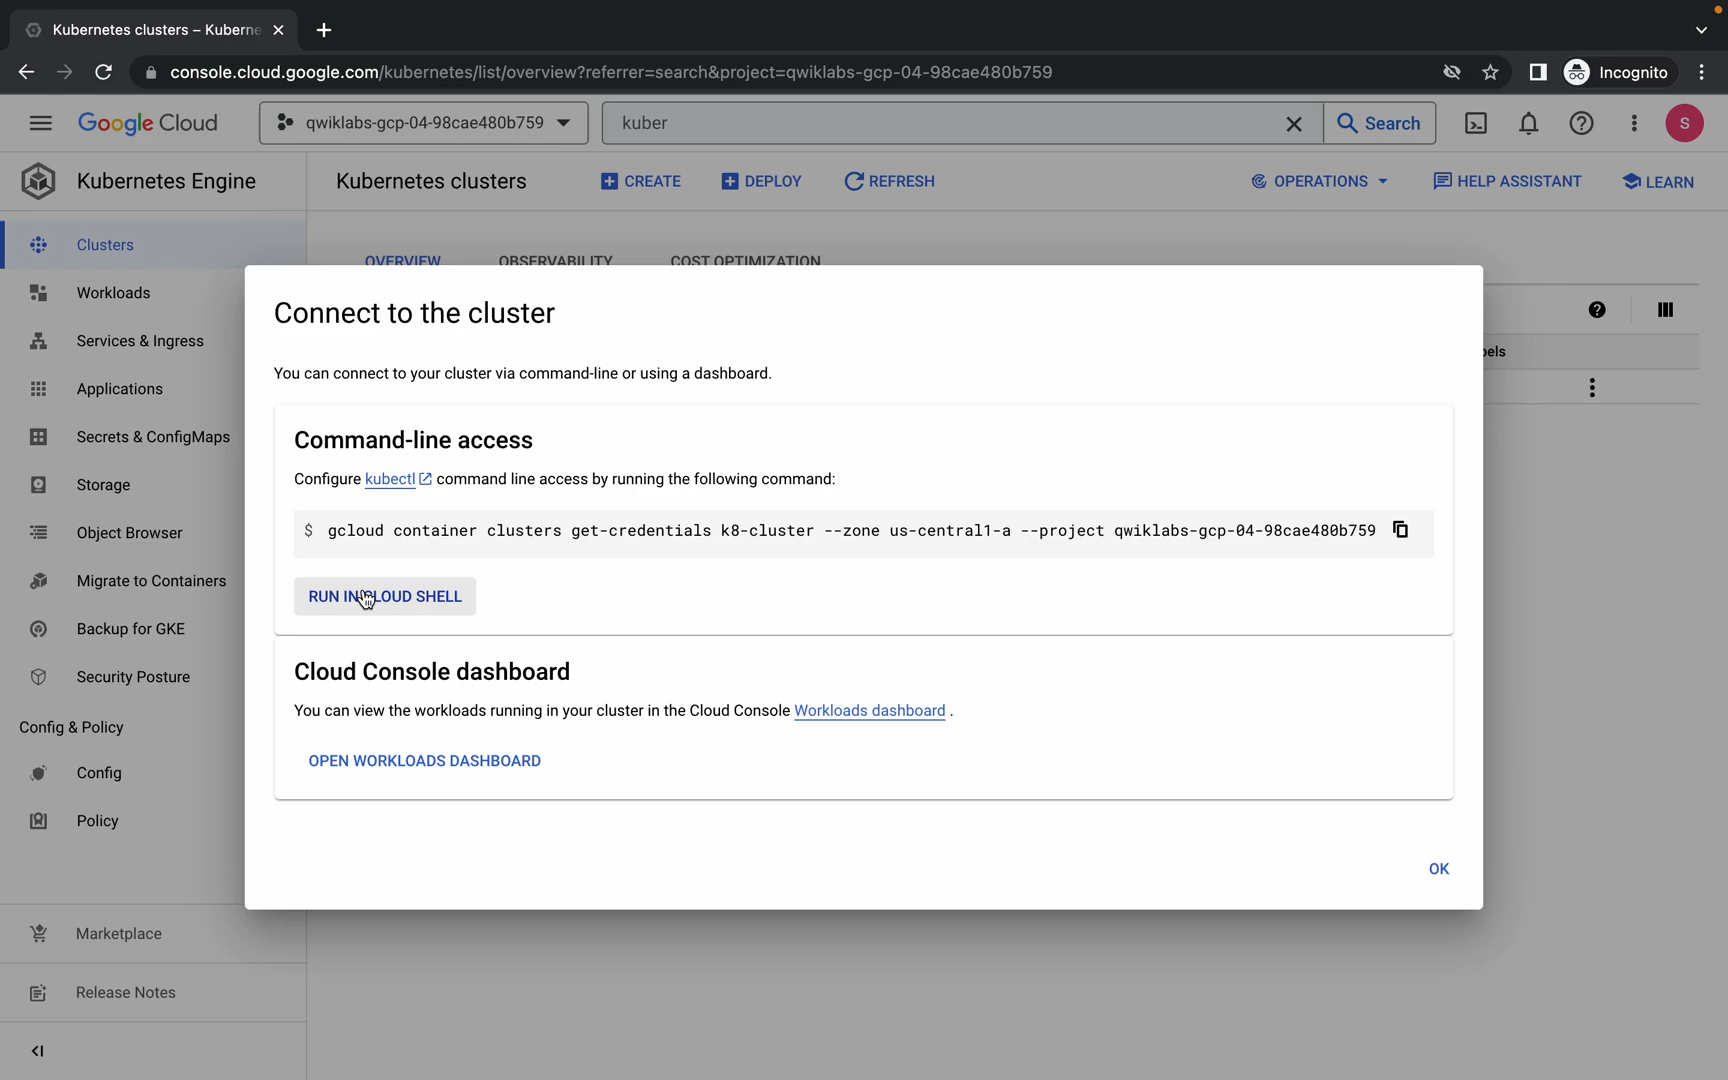 Kubernetes clusters – Kuberne
console.cloud.google.com/kubernetes/list/overview?referrer=search&project=qwiklabs-gcp-04-98cae480b759
Incognito
Google Cloud
qwiklabs-gcp-04-98cae480b759
kuber
Search
S
Kubernetes Engine
Kubernetes clusters
CREATE
DEPLOY
REFRESH
OPERATIONS
HELP ASSISTANT
LEARN
Clusters
Workloads
Services & Ingress
Applications
Secrets & ConfigMaps
Storage
Object Browser
Migrate to Containers
Backup for GKE
Security Posture
Config & Policy
Config
Policy
Marketplace
Release Notes
OVERVIEW
OBSERVABILITY
COST OPTIMIZATION
bels
Connect to the cluster
You can connect to your cluster via command-line or using a dashboard.
Command-line access
Configure kubectl command line access by running the following command:
$ gcloud container clusters get-credentials k8-cluster --zone us-central1-a --project qwiklabs-gcp-04-98cae480b759
RUN IN CLOUD SHELL
Cloud Console dashboard
You can view the workloads running in your cluster in the Cloud Console Workloads dashboard .
OPEN WORKLOADS DASHBOARD
OK